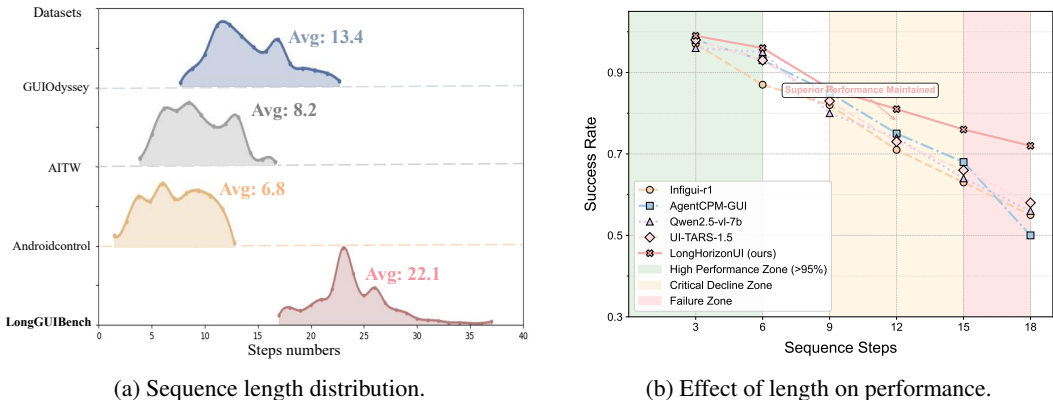 Datasets
Avg: 13.4
GUIOdyssey
Avg: 8.2
AITW
Avg: 6.8
Androidcontrol
Avg: 22.1
LongGUIBench
0 5 10 15 20 25 30 35 40
Steps numbers
(a) Sequence length distribution.
0.9
0.7
0.5
0.3
Success Rate
Superior Performance Maintained
Infigui-r1
AgentCPM-GUI
Qwen2.5-vl-7b
UI-TARS-1.5
LongHorizonUI (ours)
High Performance Zone (>95%)
Critical Decline Zone
Failure Zone
3 6 9 12 15 18
Sequence Steps
(b) Effect of length on performance.